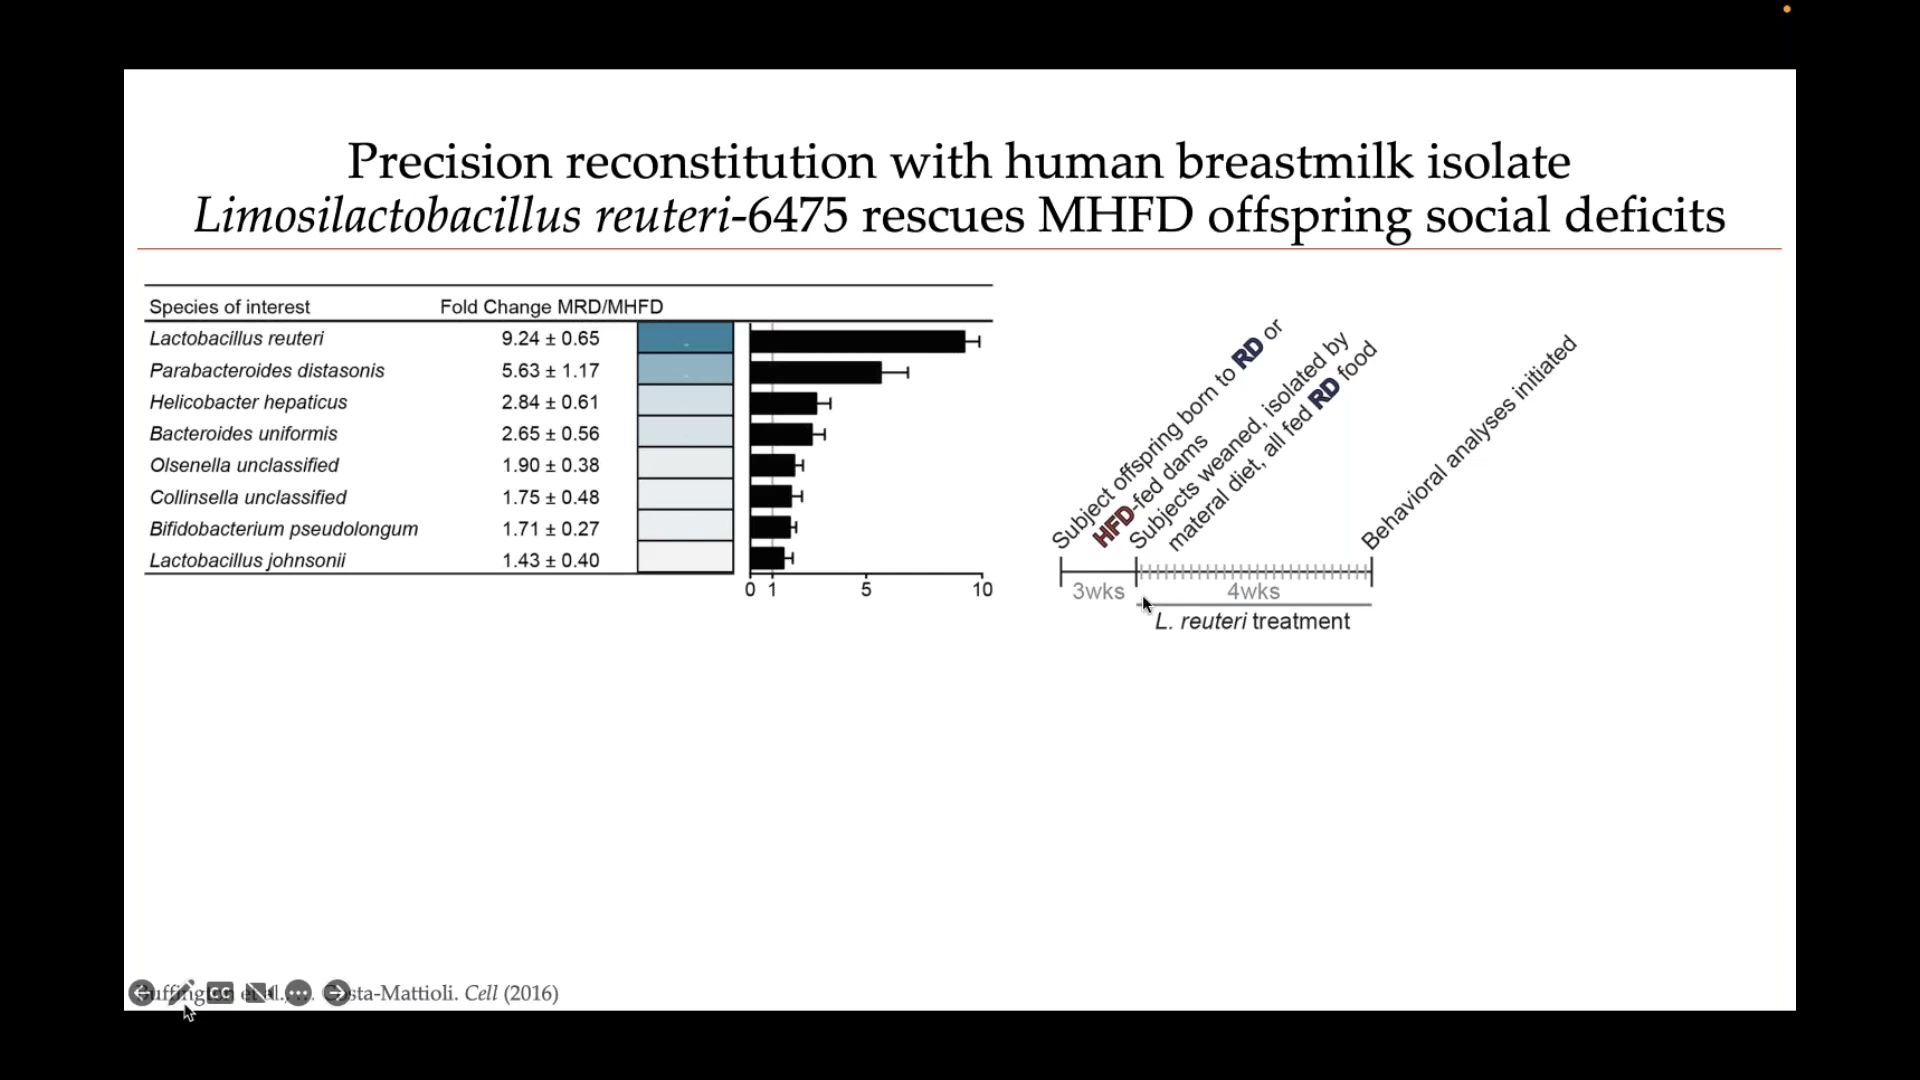 Precision reconstitution with human breastmilk isolate
Limosilactobacillus reuteri-6475 rescues MHFD offspring social deficits
Species of interest Fold Change MRD/MHFD
Lactobacillus reuteri 9.24 ± 0.65
Parabacteroides distasonis 5.63 ± 1.17
Helicobacter hepaticus 2.84 ± 0.61
Bacteroides uniformis 2.65 ± 0.56
Olsenella unclassified 1.90 ± 0.38
Collinsella unclassified 1.75 ± 0.48
Bifidobacterium pseudolongum 1.71 ± 0.27
Lactobacillus johnsonii 1.43 ± 0.40
0 1 5 10
Subject offspring born to RD or
HFD-fed dams
Subjects weaned, isolated by
materal diet, all fed RD food
Behavioral analyses initiated
3wks 4wks
L. reuteri treatment
Costa-Mattioli. Cell (2016)